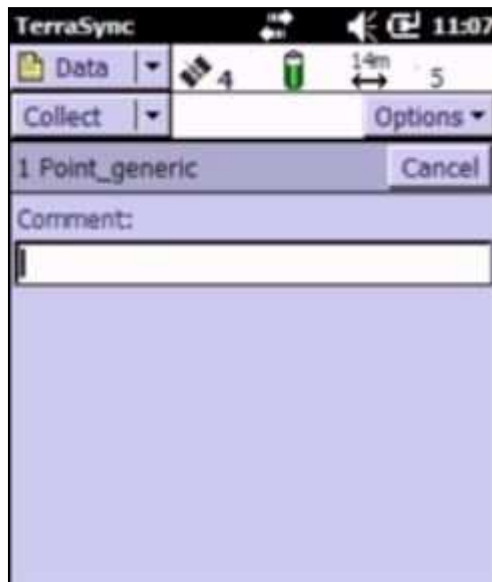 TerraSync 11:07
Data 4 14m 5
Collect Options
1 Point_generic Cancel
Comment: